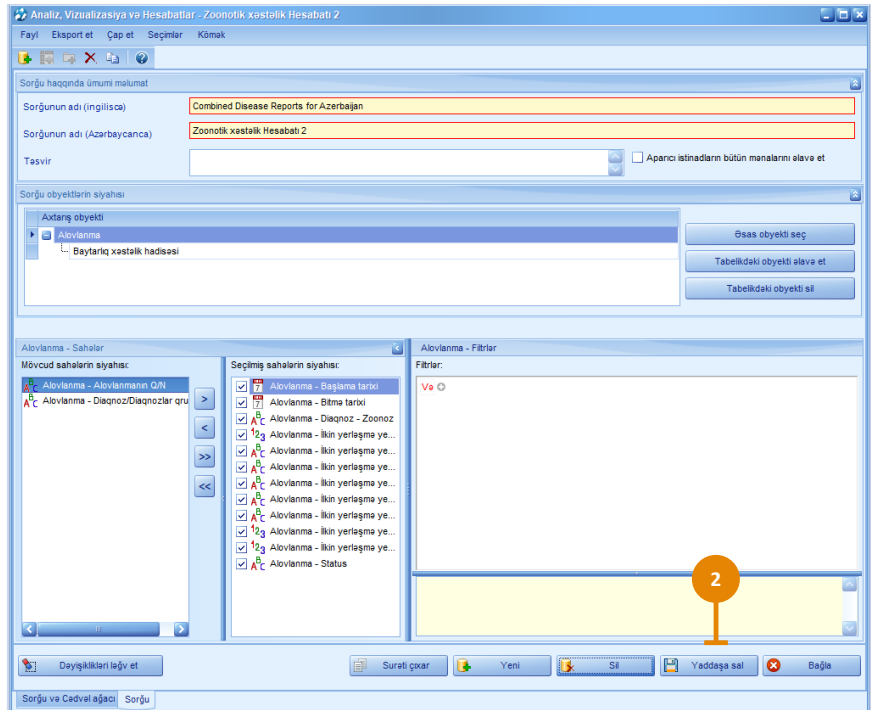 Analiz, Vizualizasiya və Hesabatlar - Zoonotik xəstəlik Hesabatı 2
Fayl Eksport et Çap et Seçimlər Kömək
Sorğu haqqında ümumi məlumat
Sorğunun adı (ingiliscə) Combined Disease Reports for Azerbaijan
Sorğunun adı (Azərbaycanca) Zoonotik xəstəlik Hesabatı 2
Təsvir Aparıcı istinadların bütün mənalarını əlavə et
Sorğu obyektlərin siyahısı
Axtarış obyekti
Alovlanma
Baytarlıq xəstəlik hadisəsi
Əsas obyekti seç
Tabelikdəki obyekti əlavə et
Tabelikdəki obyekti sil
Alovlanma - Sahələr
Mövcud sahələrin siyahısı:
Alovlanma - Alovlanmanın Q/N
Alovlanma - Diaqnoz/Diaqnozlar qru
>
<
>>
<<
Seçilmiş sahələrin siyahısı:
Alovlanma - Başlama tarixi
Alovlanma - Bitmə tarixi
Alovlanma - Diaqnoz - Zoonoz
Alovlanma - İlkin yerləşmə ye...
Alovlanma - İlkin yerləşmə ye...
Alovlanma - İlkin yerləşmə ye...
Alovlanma - İlkin yerləşmə ye...
Alovlanma - İlkin yerləşmə ye...
Alovlanma - İlkin yerləşmə ye...
Alovlanma - İlkin yerləşmə ye...
Alovlanma - İlkin yerləşmə ye...
Alovlanma - Status
Alovlanma - Filtrlər
Filtrlər:
Və
2
Dəyişiklikləri ləğv et Surəti çıxar Yeni Sil Yaddaşa sal Bağla
Sorğu və Cədvəl ağacı Sorğu